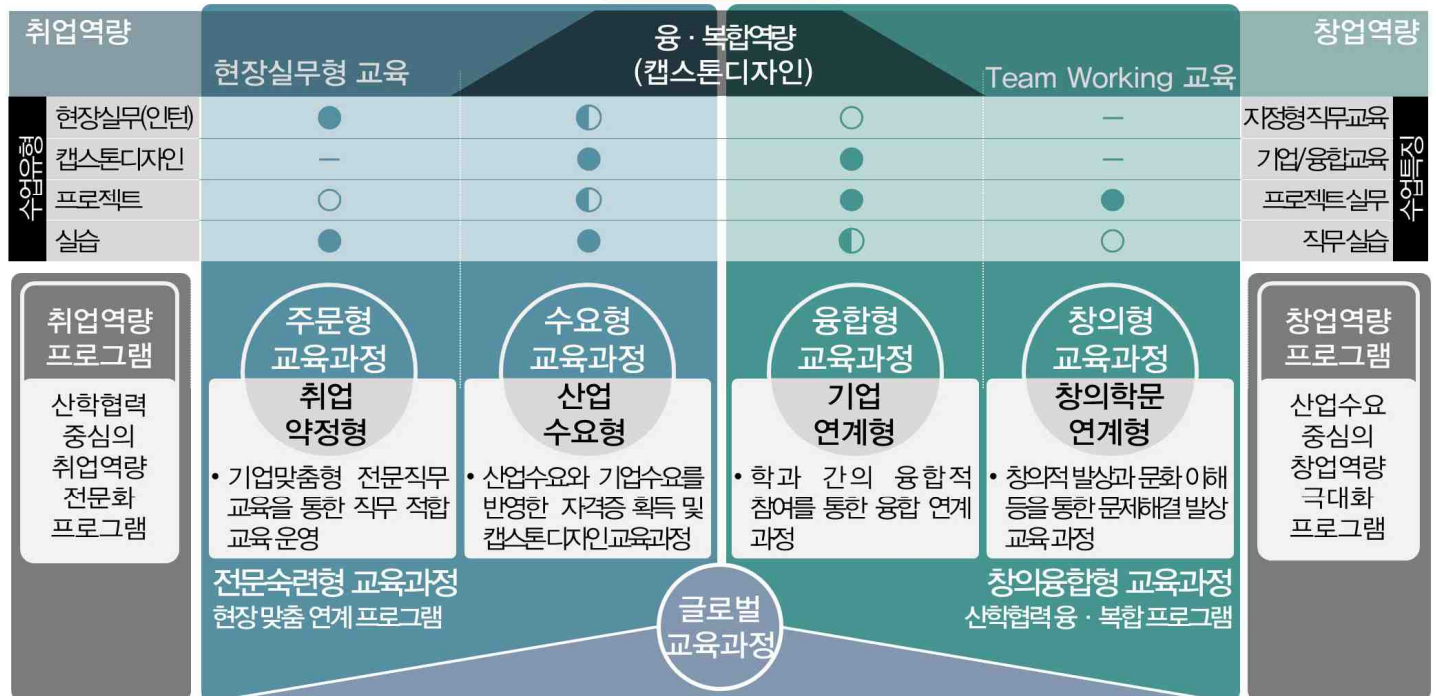 취업역량
융 · 복합역량
(캡스톤디자인)
창업역량
현장실무형 교육
Team Working 교육
수업유형
현장실무(인턴) ● ◐ ○ – 지정형직무교육
캡스톤디자인 – ● ● – 기업/융합교육
프로젝트 ○ ◐ ● ● 프로젝트실무
실습 ● ● ◐ ○ 직무실습
수업특징
취업역량
프로그램
산학협력
중심의
취업역량
전문화
프로그램
주문형
교육과정
취업
약정형
• 기업맞춤형 전문직무
교육을 통한 직무 적합
교육 운영
수요형
교육과정
산업
수요형
• 산업수요와 기업수요를
반영한 자격증 획득 및
캡스톤디자인교육과정
융합형
교육과정
기업
연계형
• 학과 간의 융합적
참여를 통한 융합 연계
과정
창의형
교육과정
창의학문
연계형
• 창의적 발상과 문화 이해
등을 통한 문제해결 발상
교육 과정
창업역량
프로그램
산업수요
중심의
창업역량
극대화
프로그램
전문숙련형 교육과정
현장 맞춤 연계 프로그램
글로벌
교육과정
창의융합형 교육과정
산학협력 융 · 복합 프로그램